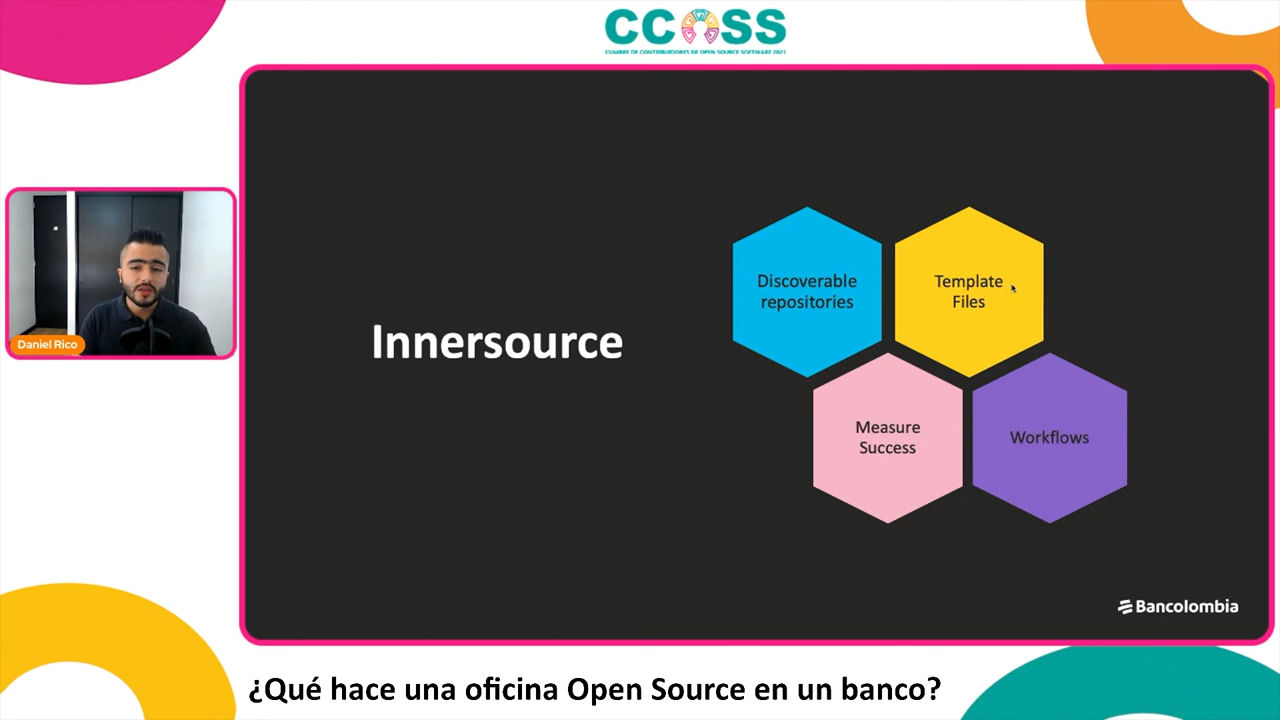 CCOSS
CUMBRE DE CONTRIBUIDORES DE OPEN SOURCE SOFTWARE 2021
Daniel Rico
Innersource
Discoverable
repositories
Template
Files
Measure
Success
Workflows
Bancolombia
¿Qué hace una oficina Open Source en un banco?